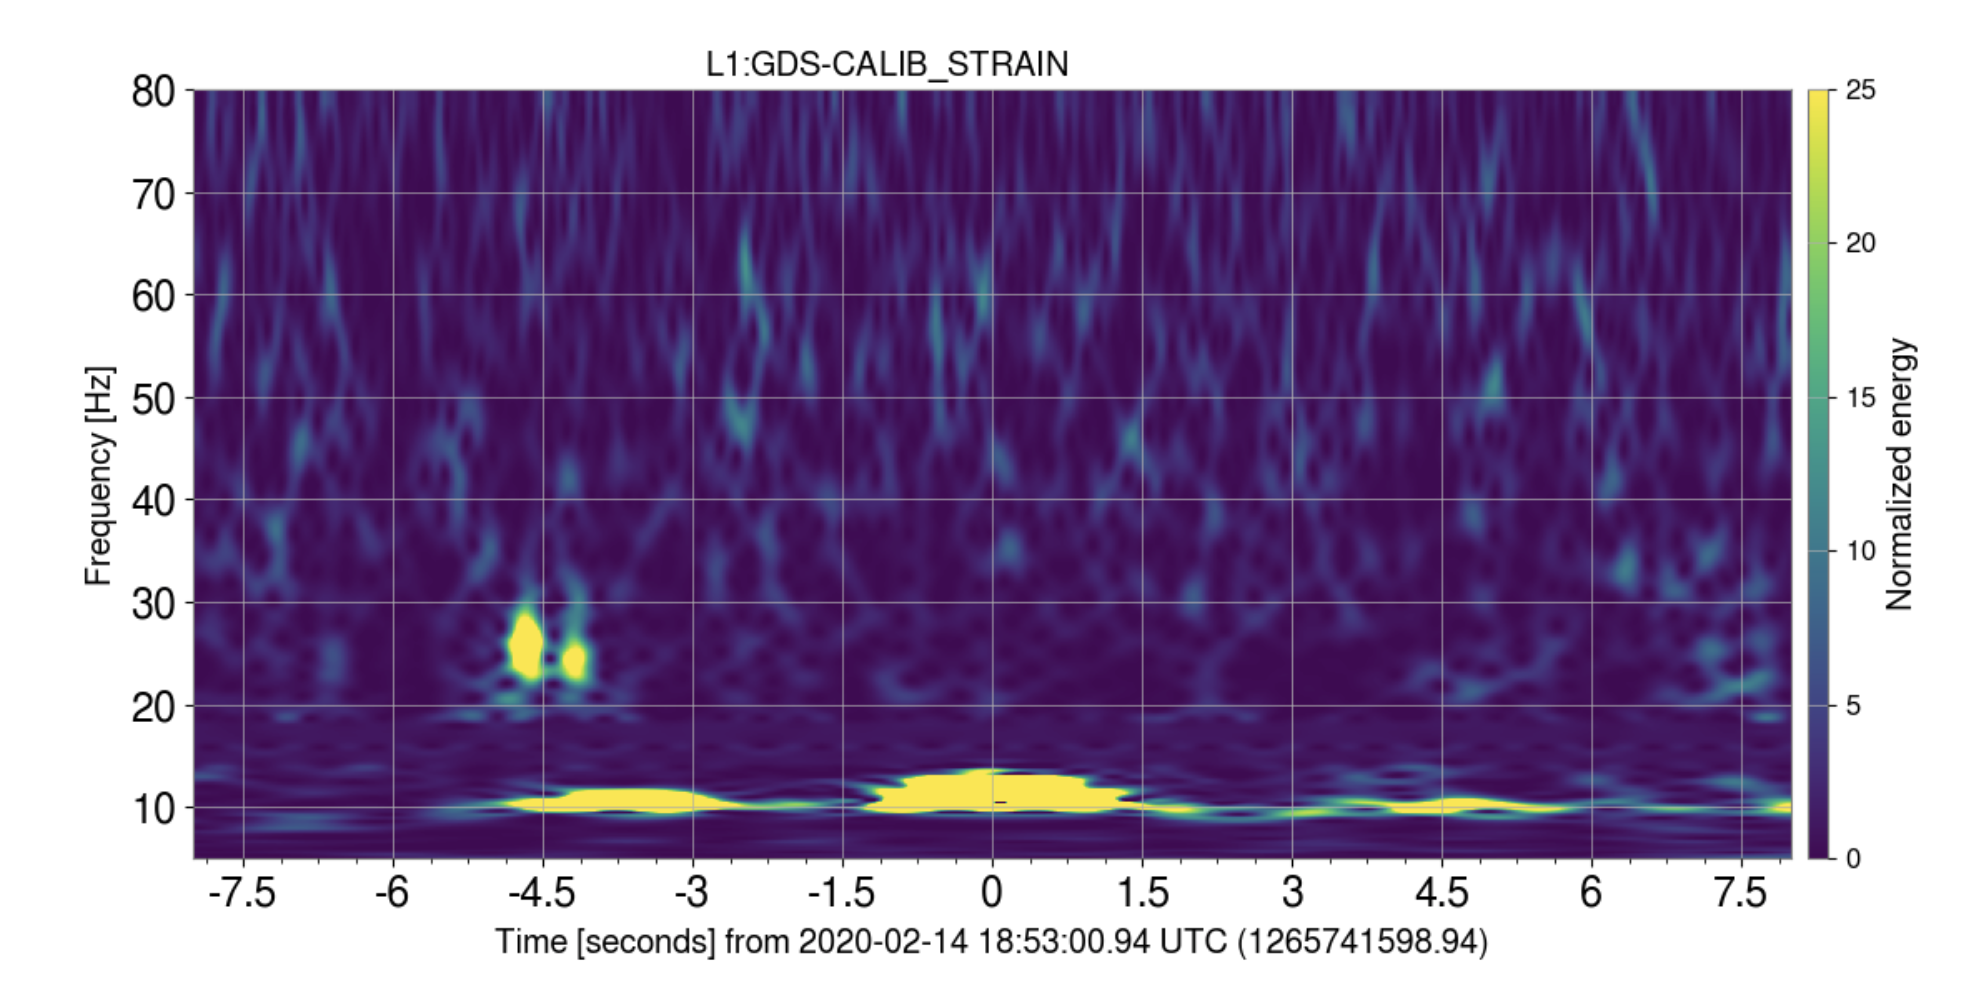 L1:GDS-CALIB_STRAIN
80
70
60
50
40
30
20
10
Frequency [Hz]
-7.5 -6 -4.5 -3 -1.5 0 1.5 3 4.5 6 7.5
Time [seconds] from 2020-02-14 18:53:00.94 UTC (1265741598.94)
25
20
15
10
5
0
Normalized energy